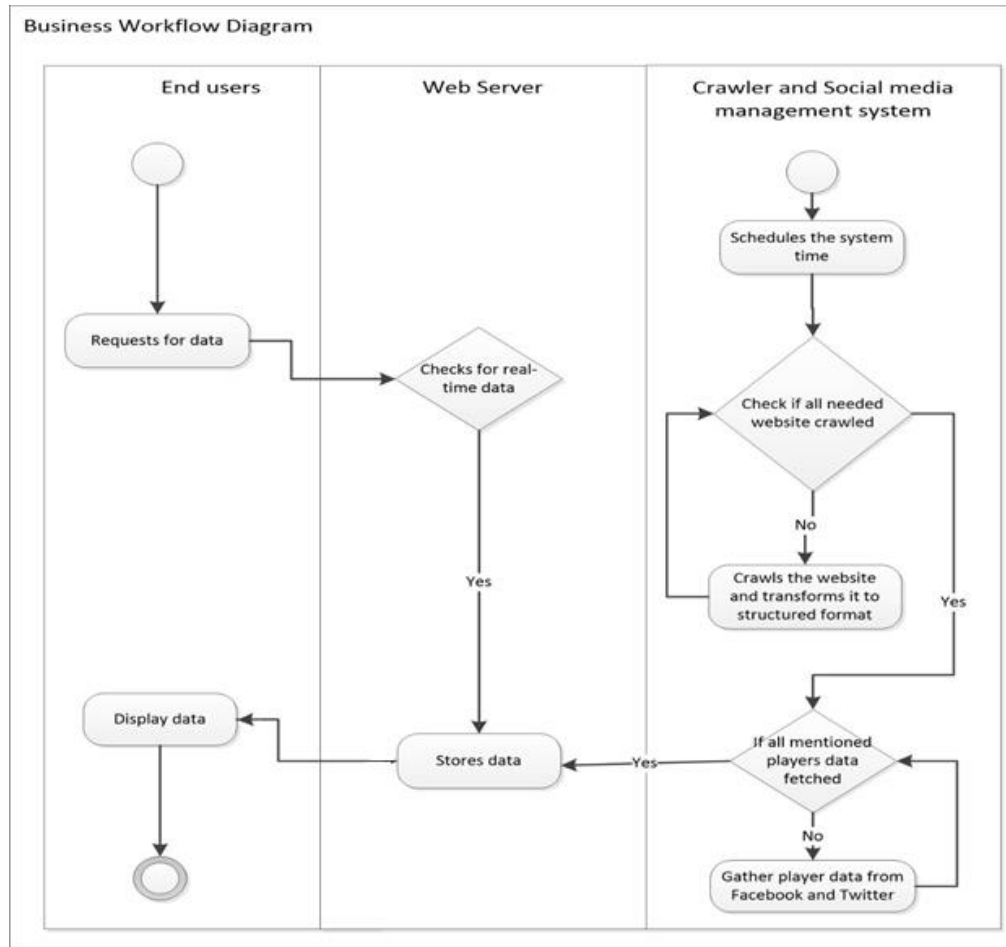 Business Workflow Diagram
End users
Web Server
Crawler and Social media
management system
Schedules the system
time
Requests for data
Checks for real-
time data
Check if all needed
website crawled
No
Crawls the website
and transforms it to
structured format
Yes
Yes
Display data
Stores data
Yes
If all mentioned
players data
fetched
No
Gather player data from
Facebook and Twitter